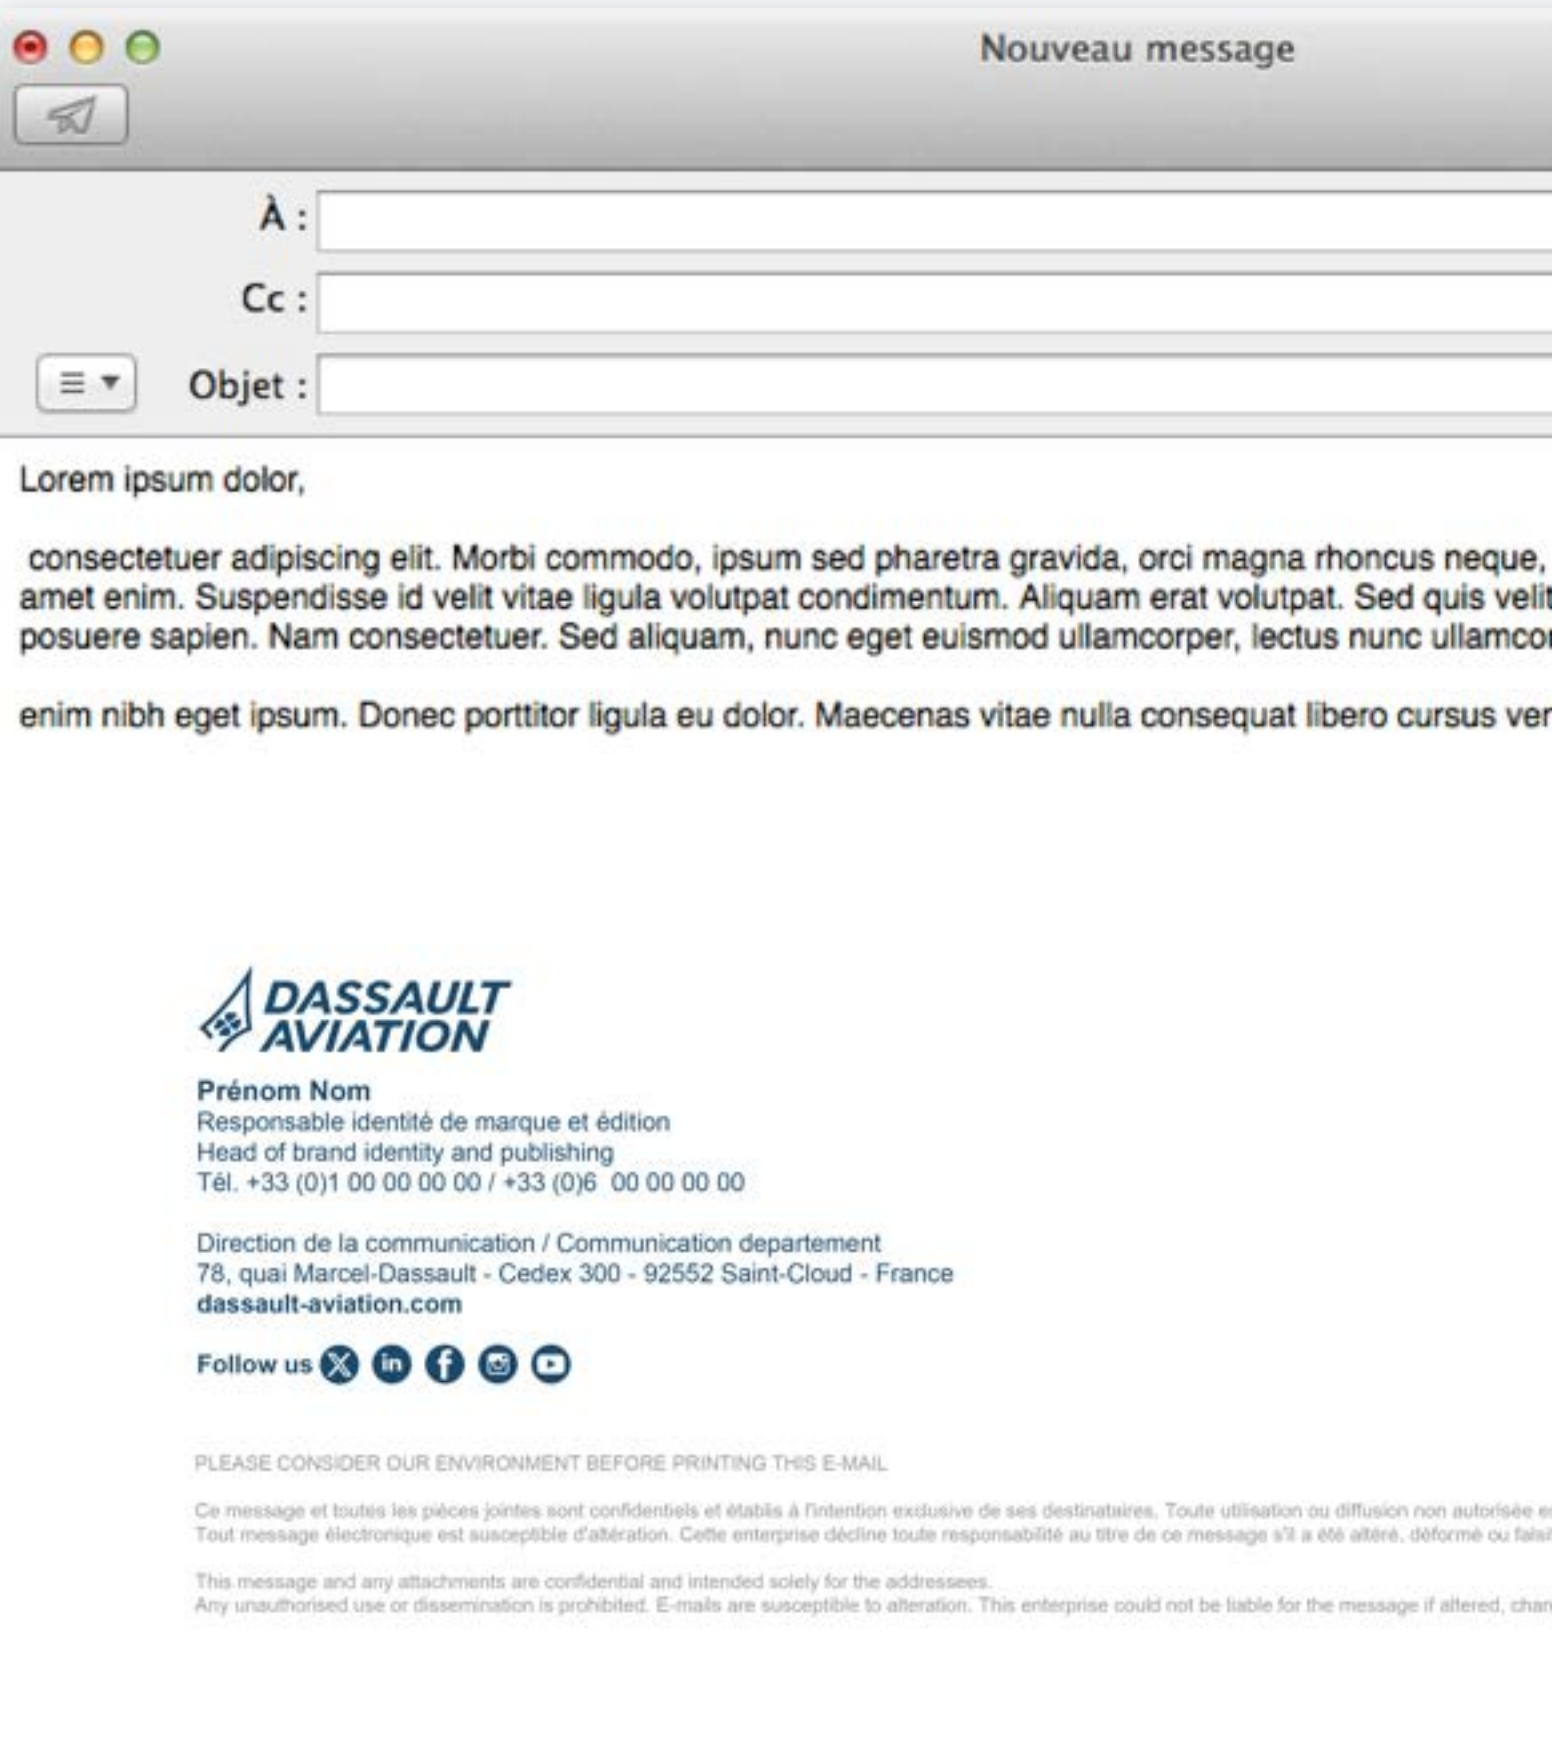 Nouveau message
À :
Cc :
Objet :
Lorem ipsum dolor,
consectetuer adipiscing elit. Morbi commodo, ipsum sed pharetra gravida, orci magna rhoncus neque,
amet enim. Suspendisse id velit vitae ligula volutpat condimentum. Aliquam erat volutpat. Sed quis velit
posuere sapien. Nam consectetuer. Sed aliquam, nunc eget euismod ullamcorper, lectus nunc ullamcor
enim nibh eget ipsum. Donec porttitor ligula eu dolor. Maecenas vitae nulla consequat libero cursus ven
DASSAULT
AVIATION
Prénom Nom
Responsable identité de marque et édition
Head of brand identity and publishing
Tél. +33 (0)1 00 00 00 00 / +33 (0)6 00 00 00 00
Direction de la communication / Communication departement
78, quai Marcel-Dassault - Cedex 300 - 92552 Saint-Cloud - France
dassault-aviation.com
Follow us X in f
PLEASE CONSIDER OUR ENVIRONMENT BEFORE PRINTING THIS E-MAIL
Ce message et toutes les pièces jointes sont confidentiels et établis à l'intention exclusive de ses destinataires. Toute utilisation ou diffusion non autorisée es
Tout message électronique est susceptible d'altération. Cette enterprise décline toute responsabilité au titre de ce message s'il a été altéré, déformé ou falsi
This message and any attachments are confidential and intended solely for the addressees.
Any unauthorised use or dissemination is prohibited. E-mails are susceptible to alteration. This enterprise could not be liable for the message if altered, chan